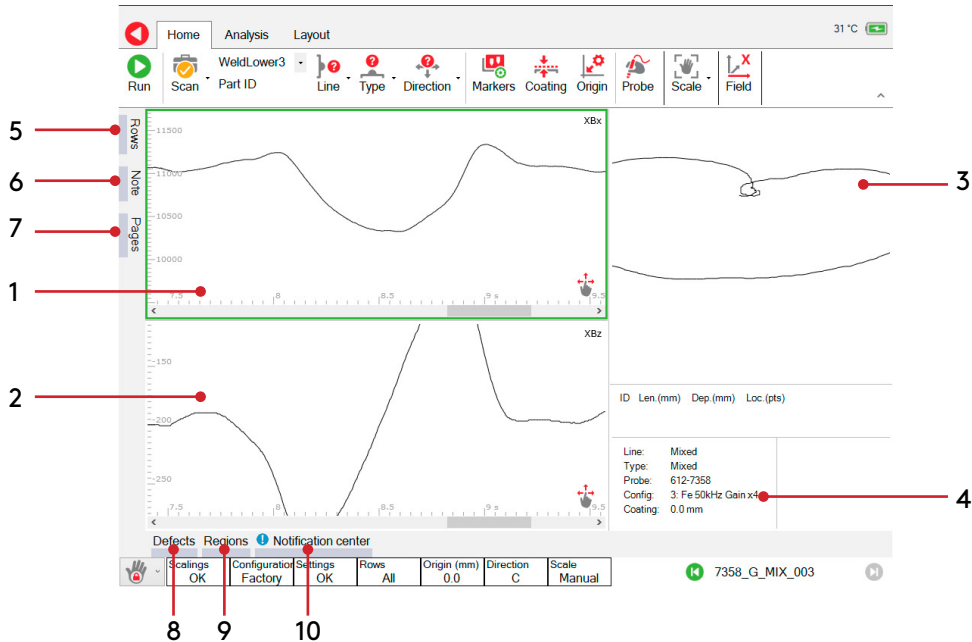 Home Analysis Layout
31 °C
Run
Scan
WeldLower3
Part ID
Line
Type
Direction
Markers
Coating
Origin
Probe
Scale
Field
X
5
6
7
1
2
3
4
8
9
10
Rows
Note
Pages
XBx
11500
11000
10500
10000
7.5 8 8.5 9 s 9.5
XBz
-150
-200
-250
7.5 8 8.5 9 s 9.5
ID Len.(mm) Dep.(mm) Loc.(pts)
Line: Mixed
Type: Mixed
Probe: 612-7358
Config: 3: Fe 50kHz Gain x4
Coating: 0.0 mm
Defects Regions Notification center
Scalings Configuration Settings Rows Origin (mm) Direction Scale
OK Factory OK All 0.0 C Manual
7358_G_MIX_003